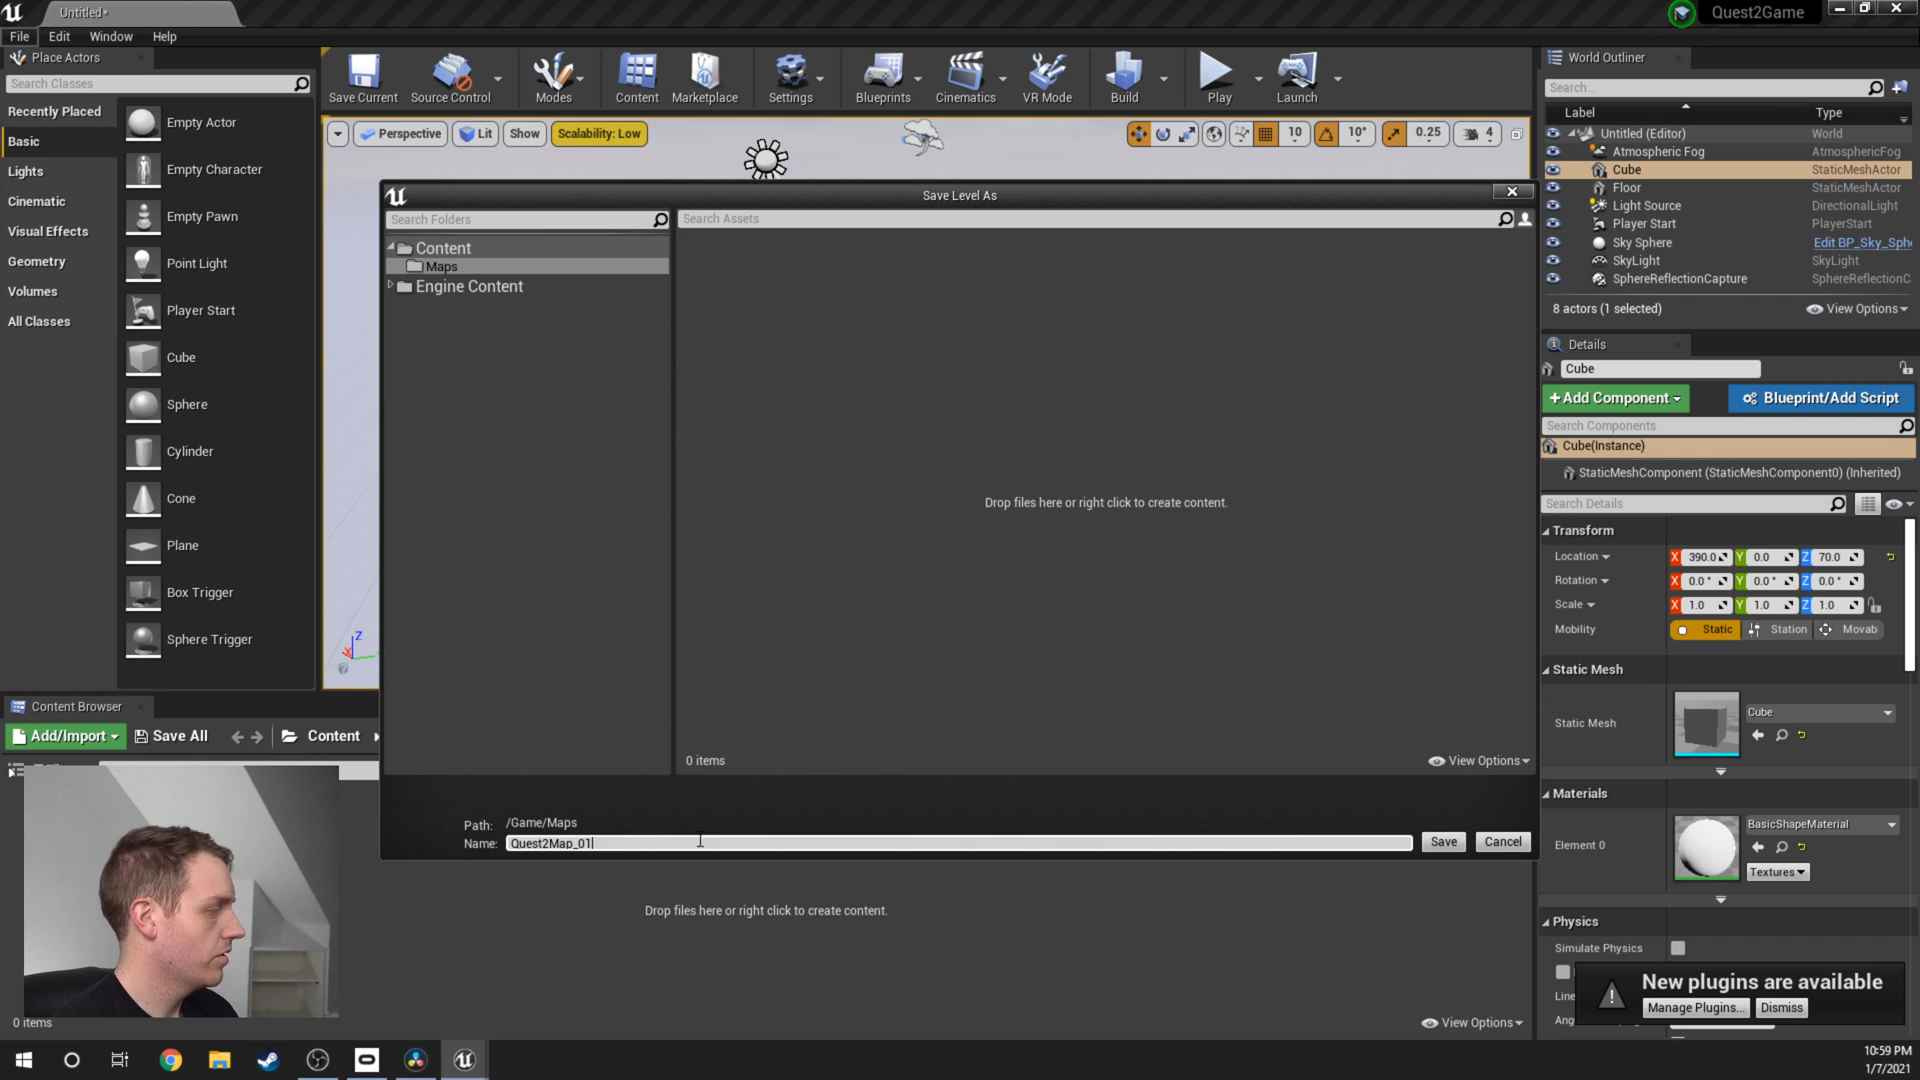 Untitled*
Quest2Game
File Edit Window Help
Place Actors
Search Classes
Recently Placed
Basic
Lights
Cinematic
Visual Effects
Geometry
Volumes
All Classes
Empty Actor
Empty Character
Empty Pawn
Point Light
Player Start
Cube
Sphere
Cylinder
Cone
Plane
Box Trigger
Sphere Trigger
Save Current Source Control Modes Content Marketplace Settings Blueprints Cinematics VR Mode Build Play Launch
Perspective Lit Show Scalability: Low 10 10° 0.25 4
Save Level As
Search Folders
Search Assets
Content
Maps
Engine Content
Drop files here or right click to create content.
0 items
View Options
Path: /Game/Maps
Name: Quest2Map_01
Save Cancel
Z
X
World Outliner
Search...
Label Type
Untitled (Editor) World
Atmospheric Fog AtmosphericFog
Cube StaticMeshActor
Floor StaticMeshActor
Light Source DirectionalLight
Player Start PlayerStart
Sky Sphere Edit BP_Sky_Sph
SkyLight SkyLight
SphereReflectionCapture SphereReflectionC
8 actors (1 selected) View Options
Details
Cube
+Add Component Blueprint/Add Script
Search Components
Cube(Instance)
StaticMeshComponent (StaticMeshComponent0) (Inherited)
Search Details
Transform
Location X 390.0 Y 0.0 Z 70.0
Rotation X 0.0 ° Y 0.0 ° Z 0.0 °
Scale X 1.0 Y 1.0 Z 1.0
Mobility Static Station Movab
Static Mesh
Static Mesh Cube
Materials
Element 0 BasicShapeMaterial
Textures
Physics
Simulate Physics
Line
Ang
New plugins are available
Manage Plugins... Dismiss
Content Browser
Add/Import Save All Content
Drop files here or right click to create content.
0 items
View Options
10:59 PM
1/7/2021